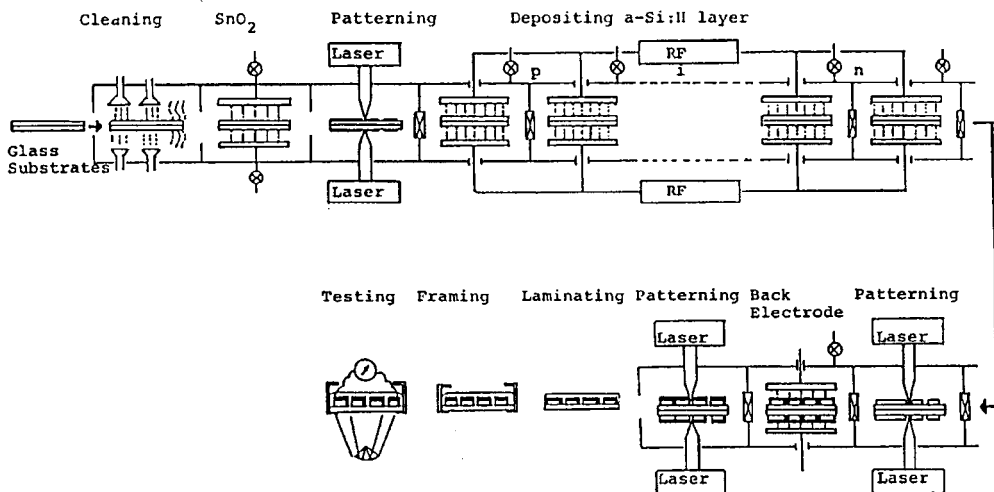 Cleaning SnO2 Patterning Depositing a-Si:H layer
Laser RF
p i n
Glass
Substrates
Laser RF
Testing Framing Laminating Patterning Back Patterning
Electrode
Laser Laser
Laser Laser